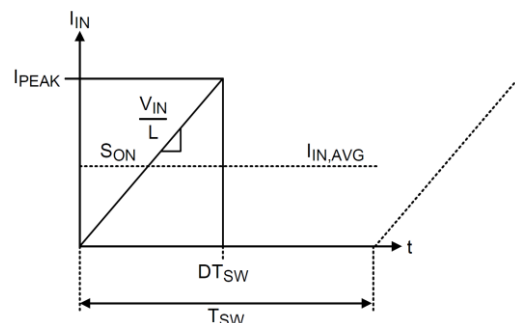 I_IN
I_PEAK
V_IN
L
S_ON
I_IN,AVG
t
DT_SW
T_SW